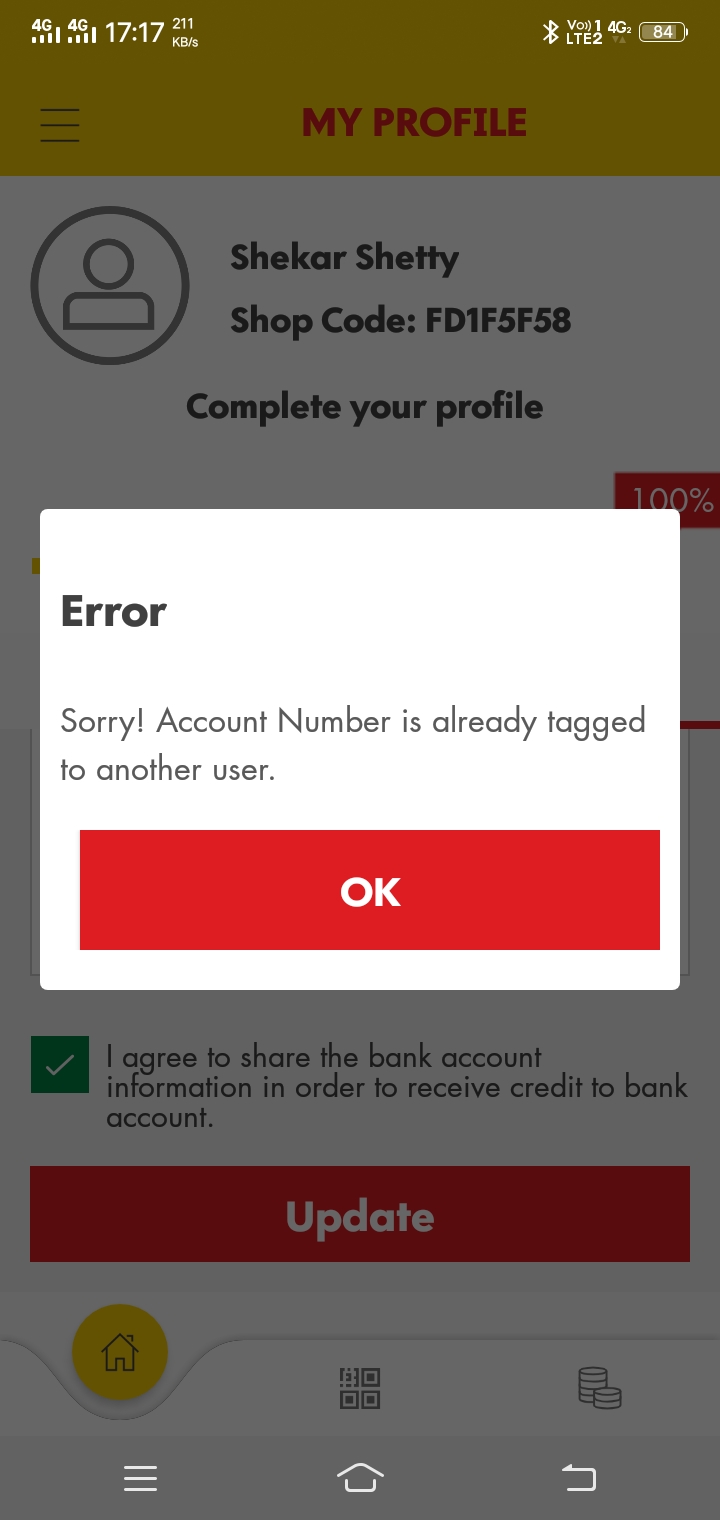 4G 4G 17:17 211 KB/s Vo)) 1 LTE2 4G2 84
MY PROFILE
Shekar Shetty
Shop Code: FD1F5F58
Complete your profile
100%
Error
Sorry! Account Number is already tagged
to another user.
OK
I agree to share the bank account
information in order to receive credit to bank
account.
Update